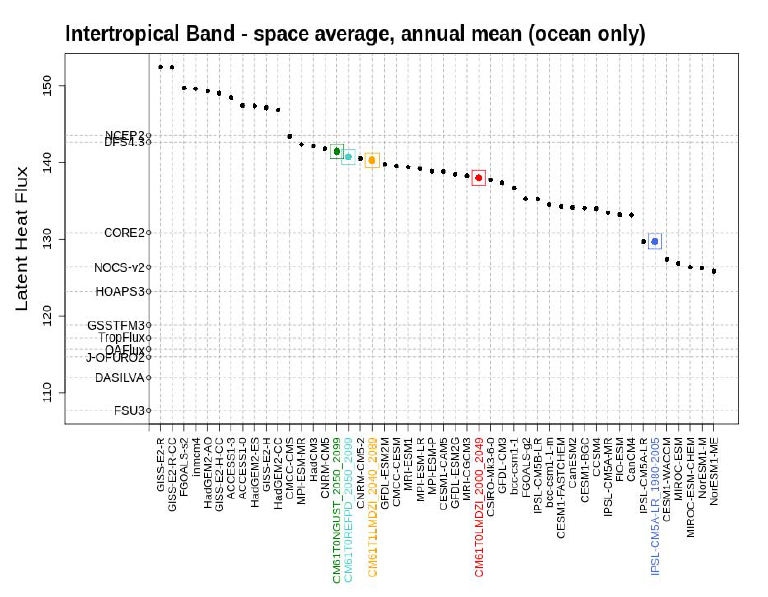 Intertropical Band - space average, annual mean (ocean only)
Latent Heat Flux
150
140
130
120
110
NCEP2
DFS4.3
CORE2
NOCS-v2
HOAPS3
GSSTFM3
TropFlux
OAFlux
J-OFURO2
DASILVA
FSU3
GISS-E2-R
GISS-E2-R-CC
FGOALS-s2
inmcm4
HadGEM2-AO
GISS-E2-H-CC
ACCESS1-3
ACCESS1-0
HadGEM2-ES
GISS-E2-H
HadGEM2-CC
CMCC-CMS
MPI-ESM-MR
HadCM3
CNRM-CM5
CM61T0NGUST_2050_2099
CM61T0REFPD_2050_2099
CNRM-CM5-2
CM61T1LMDZI_2040_2089
GFDL-ESM2M
CMCC-CESM
MRI-ESM1
MPI-ESM-LR
MPI-ESM-P
CESM1-CAM5
GFDL-ESM2G
MRI-CGCM3
CM61T0LMDZI_2000_2049
CSIRO-Mk3-6-0
GFDL-CM3
bcc-csm1-1
FGOALS-g2
IPSL-CM5B-LR
bcc-csm1-1-m
CESM1-FASTCHEM
CanESM2
CESM1-BGC
CCSM4
IPSL-CM5A-MR
FIO-ESM
CanCM4
IPSL-CM5A-LR
IPSL-CM5A-LR_1980-2005
CESM1-WACCM
MIROC-ESM
MIROC-ESM-CHEM
NorESM1-M
NorESM1-ME